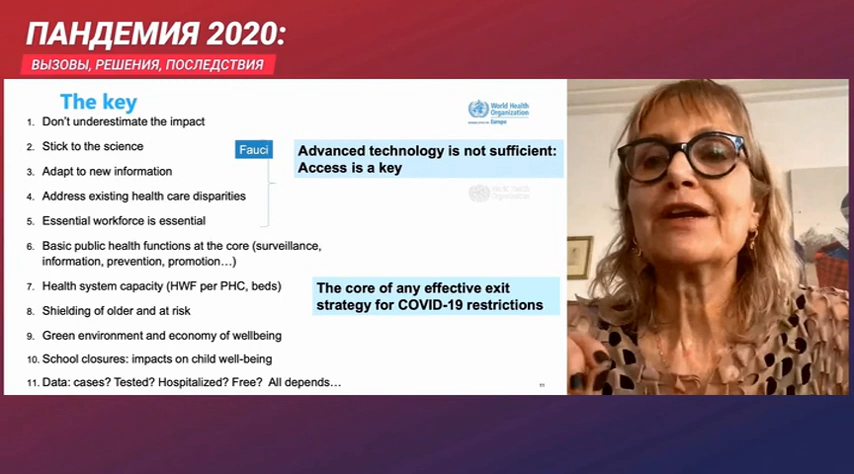 ПАНДЕМИЯ 2020:
ВЫЗОВЫ, РЕШЕНИЯ, ПОСЛЕДСТВИЯ
The key
World Health
Organization
Europe
1. Don't underestimate the impact
2. Stick to the science
Fauci
Advanced technology is not sufficient:
Access is a key
3. Adapt to new information
4. Address existing health care disparities
World Health
Organization
5. Essential workforce is essential
6. Basic public health functions at the core (surveillance,
information, prevention, promotion…)
7. Health system capacity (HWF per PHC, beds)
The core of any effective exit
strategy for COVID-19 restrictions
8. Shielding of older and at risk
9. Green environment and economy of wellbeing
10. School closures: impacts on child well-being
11. Data: cases? Tested? Hospitalized? Free? All depends…